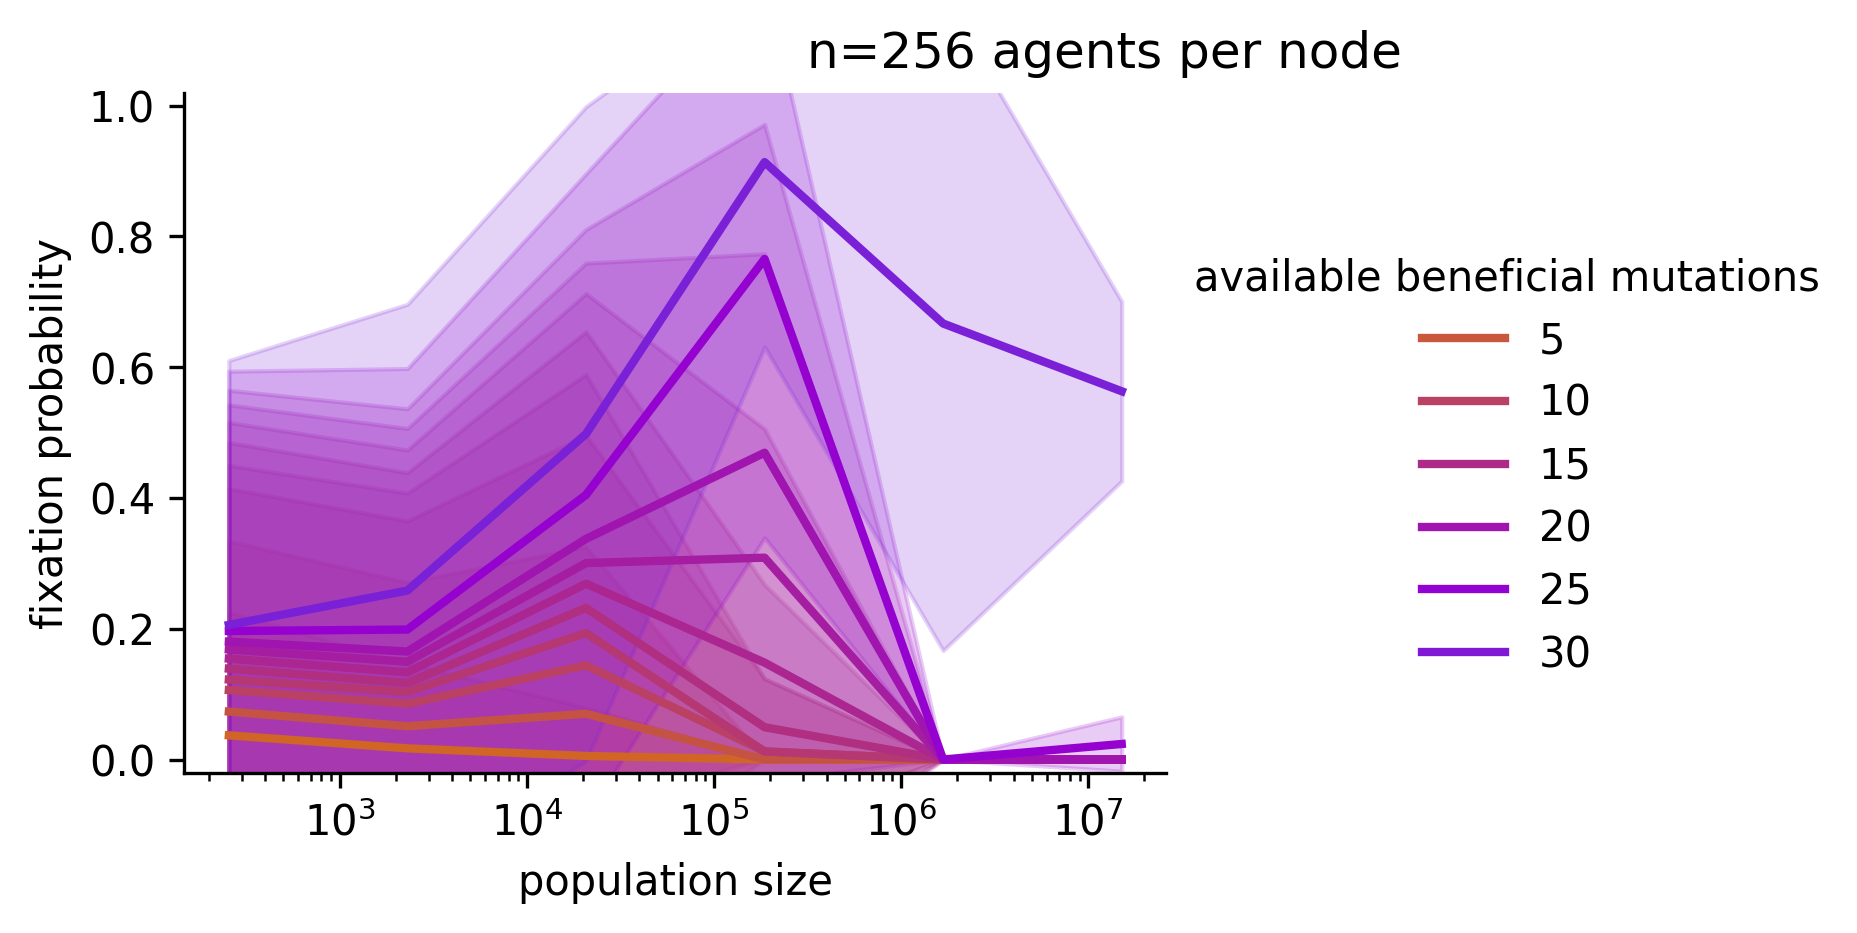 n=256 agents per node
1.0
0.8
0.6
0.4
0.2
0.0
fixation probability
10³ 10⁴ 10⁵ 10⁶ 10⁷
population size
available beneficial mutations
5
10
15
20
25
30